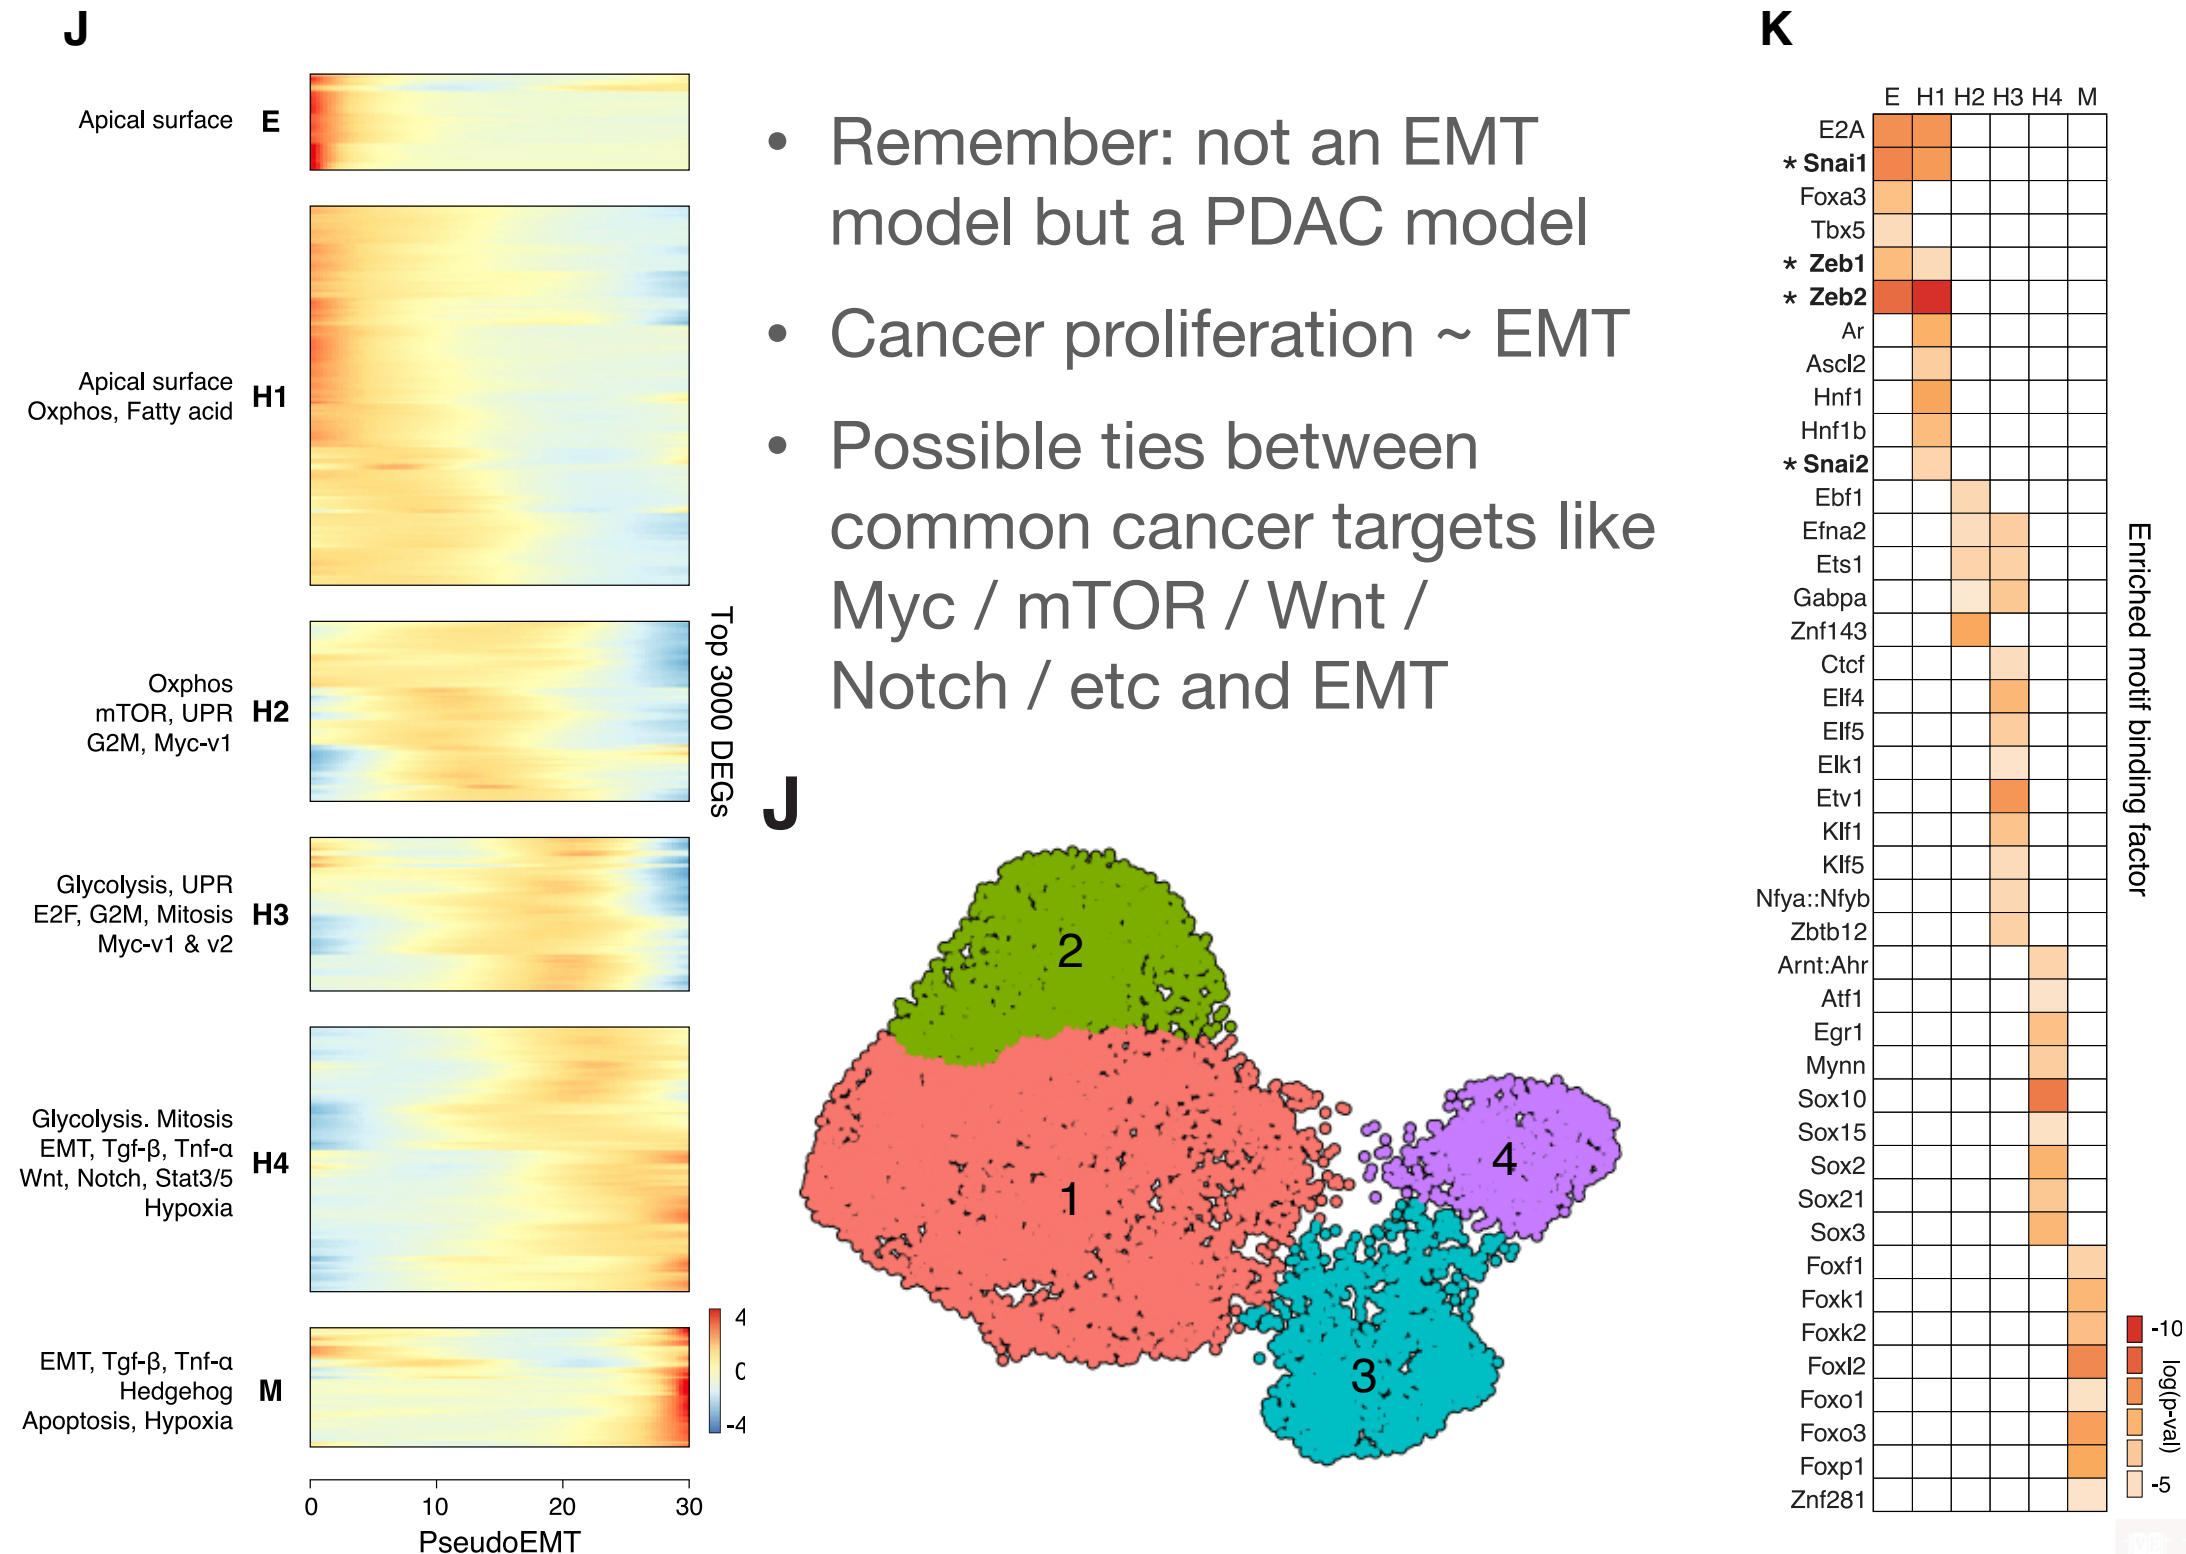 J
Apical surface E
Apical surface
Oxphos, Fatty acid H1
Oxphos
mTOR, UPR H2
G2M, Myc-v1
Glycolysis, UPR
E2F, G2M, Mitosis H3
Myc-v1 & v2
Glycolysis. Mitosis
EMT, Tgf-β, Tnf-α
Wnt, Notch, Stat3/5 H4
Hypoxia
EMT, Tgf-β, Tnf-α
Hedgehog M
Apoptosis, Hypoxia
Top 3000 DEGs
4
0
-4
0 10 20 30
PseudoEMT
• Remember: not an EMT
model but a PDAC model
• Cancer proliferation ~ EMT
• Possible ties between
common cancer targets like
Myc / mTOR / Wnt /
Notch / etc and EMT
J
2
1
4
3
K
E H1 H2 H3 H4 M
E2A
* Snai1
Foxa3
Tbx5
* Zeb1
* Zeb2
Ar
Ascl2
Hnf1
Hnf1b
* Snai2
Ebf1
Efna2
Ets1
Gabpa
Znf143
Ctcf
Elf4
Elf5
Elk1
Etv1
Klf1
Klf5
Nfya::Nfyb
Zbtb12
Arnt:Ahr
Atf1
Egr1
Mynn
Sox10
Sox15
Sox2
Sox21
Sox3
Foxf1
Foxk1
Foxk2
Foxl2
Foxo1
Foxo3
Foxp1
Znf281
Enriched motif binding factor
-10
log(p-val)
-5